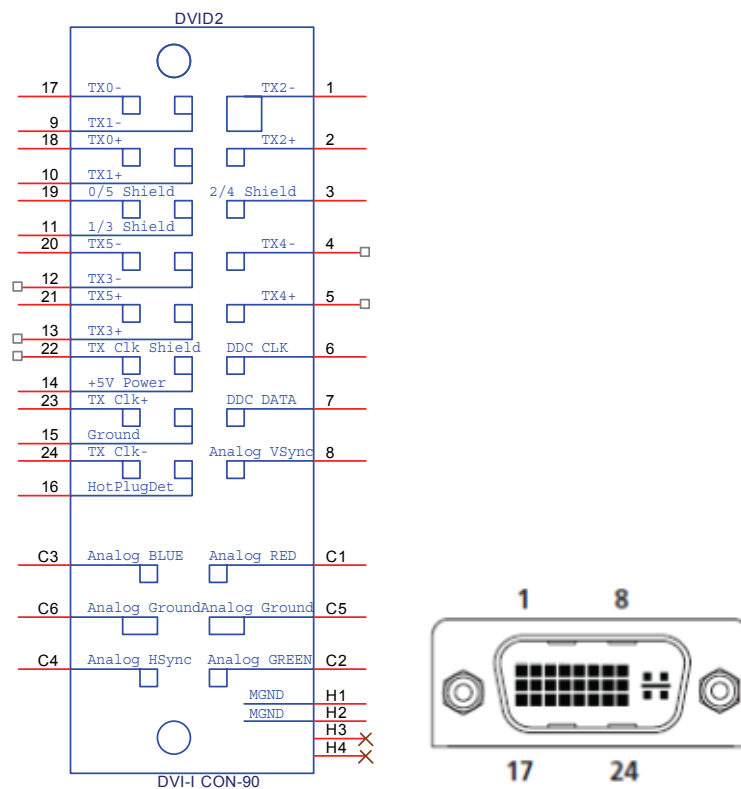 DVID2
17 TX0- TX2- 1
9 TX1-
18 TX0+ TX2+ 2
10 TX1+
19 0/5 Shield 2/4 Shield 3
11 1/3 Shield
20 TX5- TX4- 4
12 TX3-
21 TX5+ TX4+ 5
13 TX3+
22 TX Clk Shield DDC CLK 6
14 +5V Power
23 TX Clk+ DDC DATA 7
15 Ground
24 TX Clk- Analog VSync 8
16 HotPlugDet
C3 Analog BLUE Analog RED C1
C6 Analog Ground Analog Ground C5
C4 Analog HSync Analog GREEN C2
MGND H1
MGND H2
H3
H4
DVI-I CON-90
1 8
17 24